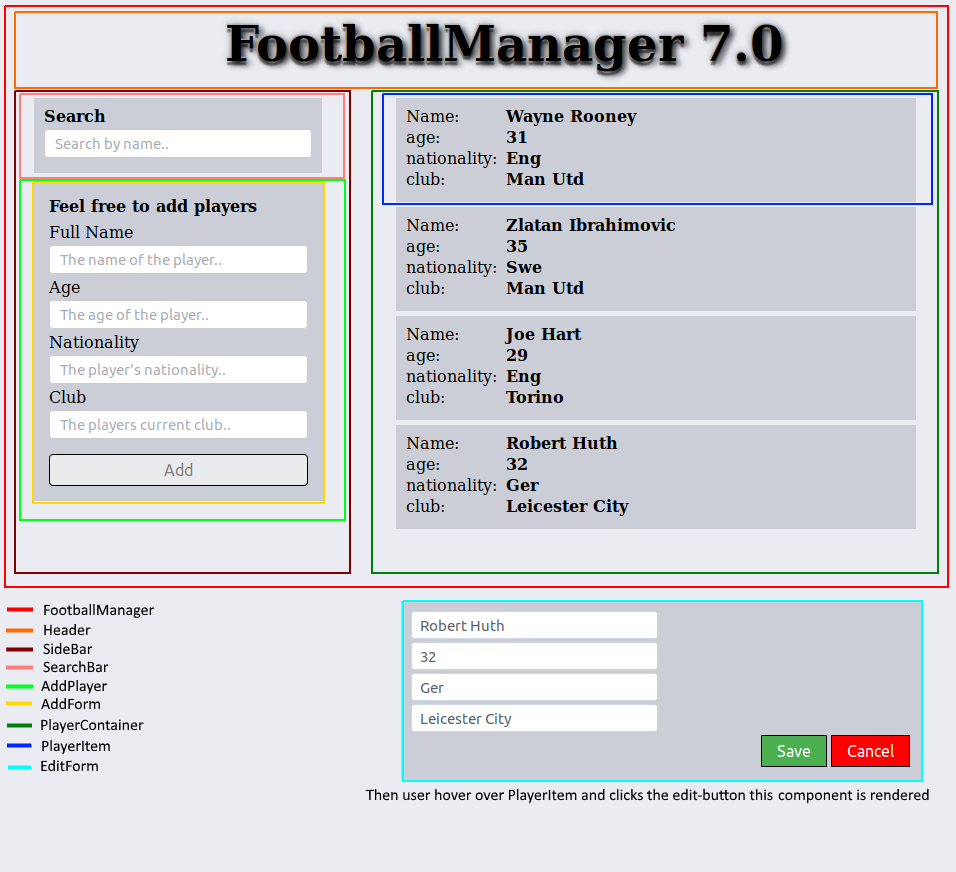 FootballManager 7.0
Search
Search by name..
Feel free to add players
Full Name
The name of the player..
Age
The age of the player..
Nationality
The player's nationality..
Club
The players current club..
Add
Name: Wayne Rooney
age: 31
nationality: Eng
club: Man Utd
Name: Zlatan Ibrahimovic
age: 35
nationality: Swe
club: Man Utd
Name: Joe Hart
age: 29
nationality: Eng
club: Torino
Name: Robert Huth
age: 32
nationality: Ger
club: Leicester City
FootballManager
Header
SideBar
SearchBar
AddPlayer
AddForm
PlayerContainer
PlayerItem
EditForm
Robert Huth
32
Ger
Leicester City
Save Cancel
Then user hover over PlayerItem and clicks the edit-button this component is rendered